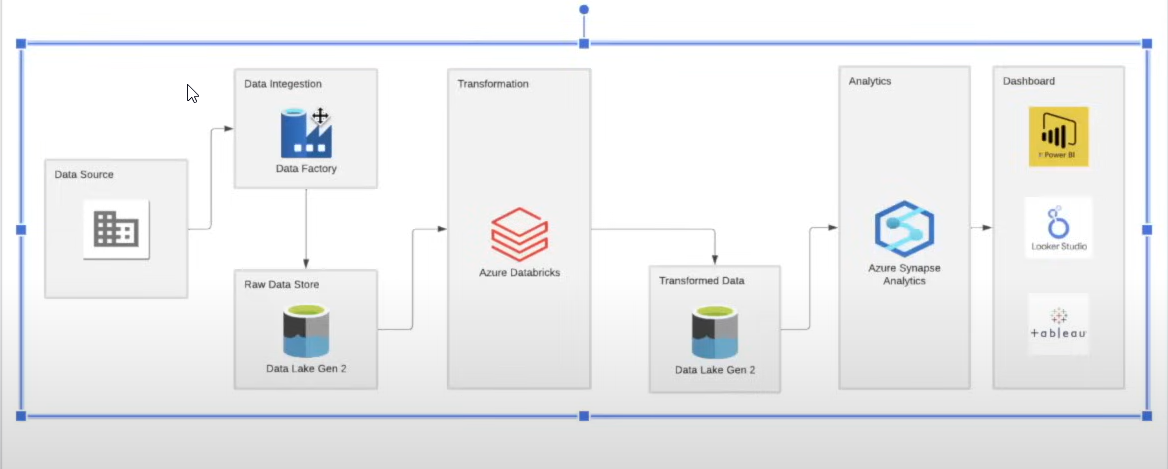 Data Source
Data Integestion
Data Factory
Raw Data Store
Data Lake Gen 2
Transformation
Azure Databricks
Transformed Data
Data Lake Gen 2
Analytics
Azure Synapse
Analytics
Dashboard
Power BI
Looker Studio
+ableau